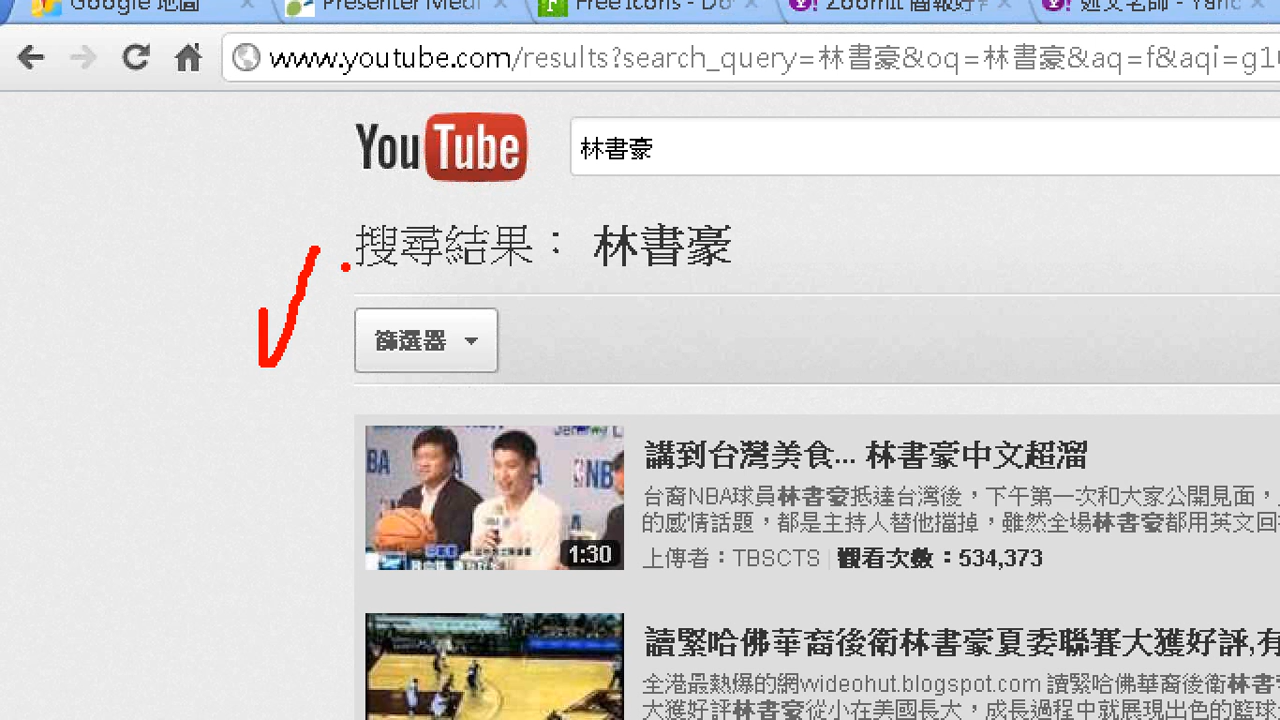 Google 地圖
Presenter Medi
Free Icons - Do
ZoomIt 簡報好
www.youtube.com/results?search_query=林書豪&oq=林書豪&aq=f&aqi=g1
YouTube
林書豪
搜尋結果： 林書豪
篩選器
講到台灣美食... 林書豪中文超溜
台裔NBA球員林書豪抵達台灣後，下午第一次和大家公開見面，
的感情話題，都是主持人替他擋掉，雖然全場林書豪都用英文回
1:30
上傳者：TBSCTS 觀看次數：534,373
讀緊哈佛華裔後衛林書豪夏委聯賽大獲好評,有
全港最熱爆的網wideohut.blogspot.com 讀緊哈佛華裔後衛林書
大獲好評林書豪從小在美國長大，成長過程中就展現出色的籃球